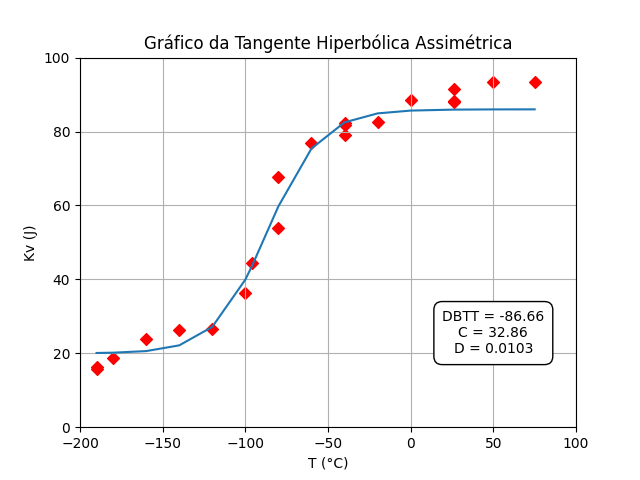 Gráfico da Tangente Hiperbólica Assimétrica
100
80
60
40
20
0
Kv (J)
DBTT = -86.66
C = 32.86
D = 0.0103
−200 −150 −100 −50 0 50 100
T (°C)